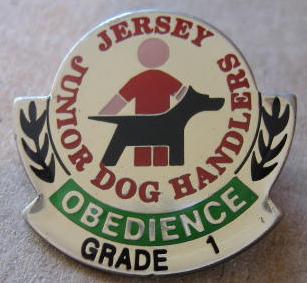 JERSEY
JUNIOR DOG HANDLERS
OBEDIENCE
GRADE 1